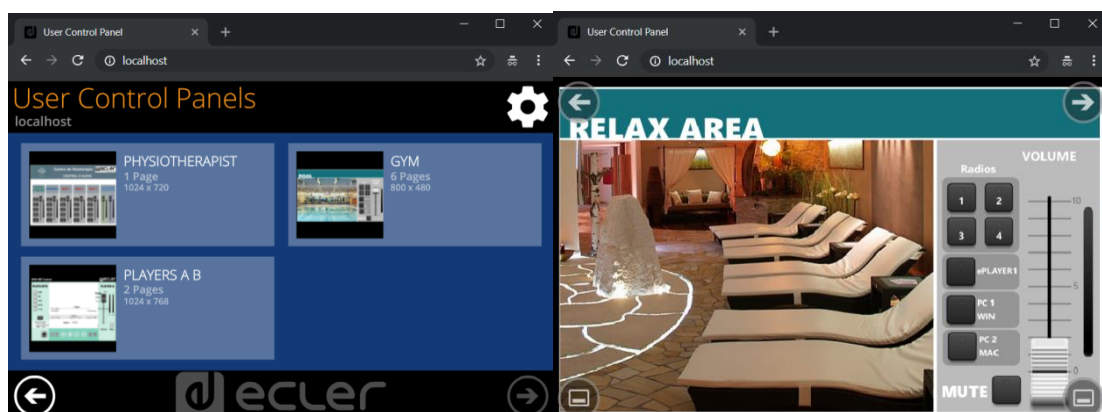 User Control Panel
localhost
User Control Panels
localhost
PHYSIOTHERAPIST
1 Page
1024 x 720
GYM
6 Pages
800 x 480
PLAYERS A B
2 Pages
1024 x 768
ecler
User Control Panel
localhost
RELAX AREA
VOLUME
Radios
1 2
3 4
ePLAYER1
PC 1
WIN
PC 2
MAC
10
5
0
MUTE